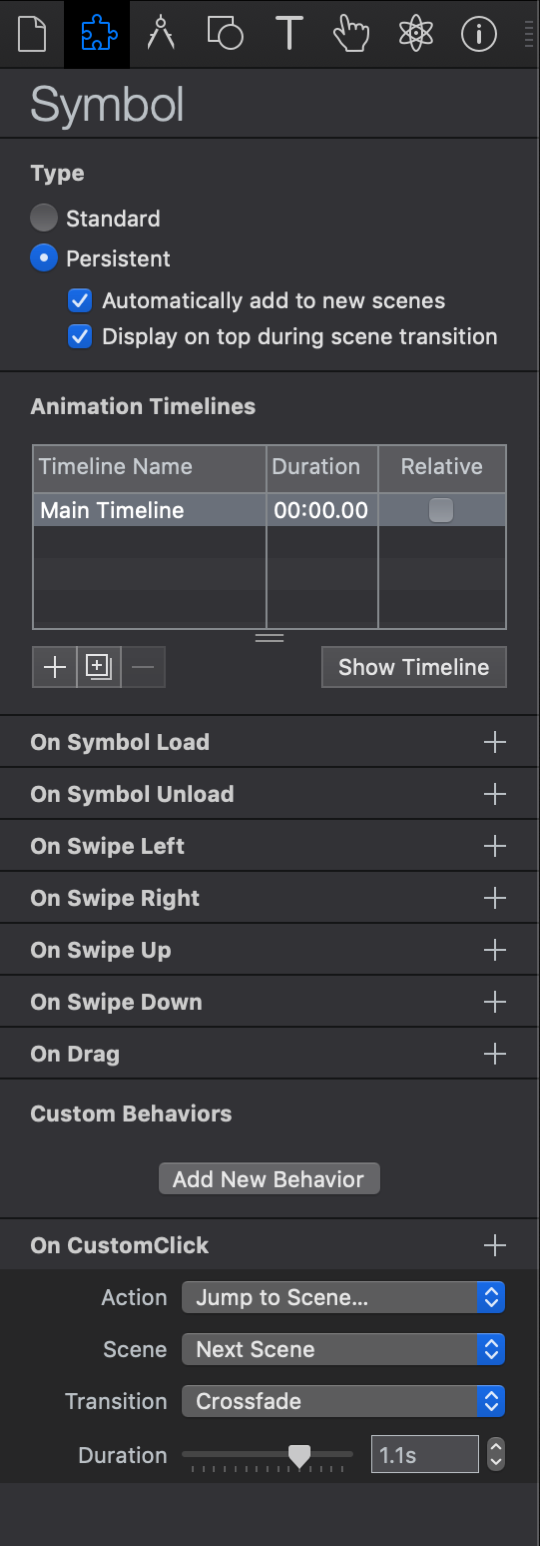 Symbol
Type
Standard
Persistent
Automatically add to new scenes
Display on top during scene transition
Animation Timelines
Timeline Name Duration Relative
Main Timeline 00:00.00
Show Timeline
On Symbol Load
On Symbol Unload
On Swipe Left
On Swipe Right
On Swipe Up
On Swipe Down
On Drag
Custom Behaviors
Add New Behavior
On CustomClick
Action Jump to Scene...
Scene Next Scene
Transition Crossfade
Duration 1.1s